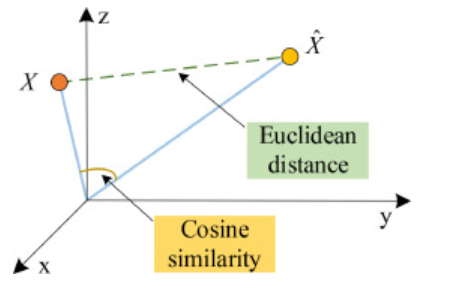 z
X
X̂
Euclidean
distance
y
Cosine
similarity
x